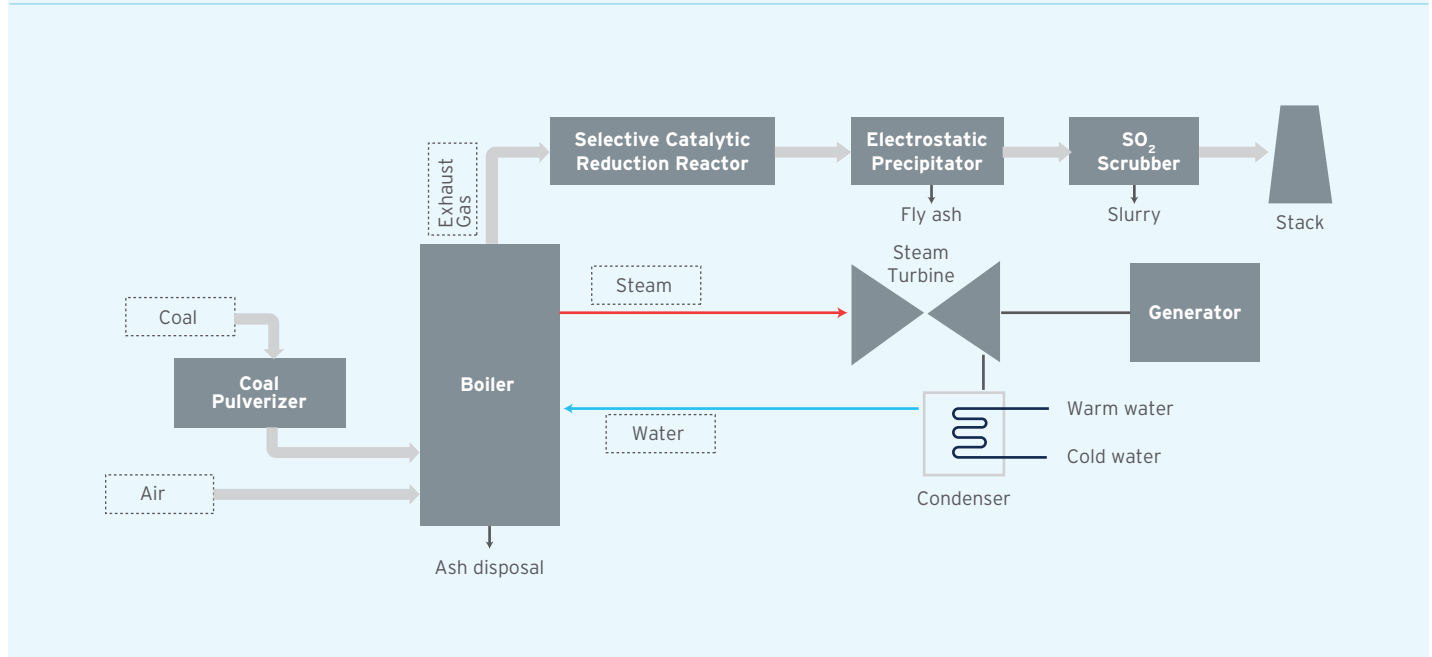 Selective Catalytic
Reduction Reactor
Electrostatic
Precipitator
SO₂
Scrubber
Exhaust
Gas
Fly ash
Slurry
Stack
Steam
Turbine
Steam
Coal
Generator
Coal
Pulverizer
Boiler
Warm water
Water
Cold water
Air
Condenser
Ash disposal